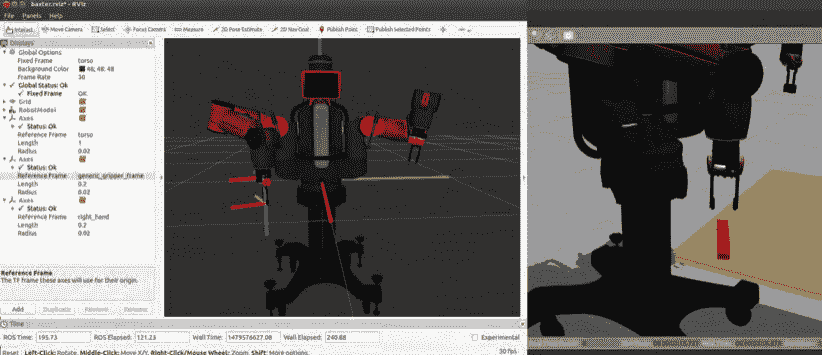 baxter.rviz* - RViz
File Panels Help
Interact Move Camera Select Focus Camera Measure 2D Pose Estimate 2D Nav Goal Publish Point Publish Selected Points
Displays
Global Options
Fixed Frame torso
Background Color 48; 48; 48
Frame Rate 30
Global Status: Ok
Fixed Frame OK
Grid
RobotModel
Axes
Status: Ok
Reference Frame torso
Length 1
Radius 0.02
Axes
Status: Ok
Reference Frame generic_gripper_frame
Length 0.2
Radius 0.02
Axes
Status: Ok
Reference Frame right_hand
Length 0.2
Radius 0.02
Reference Frame
The TF frame these axes will use for their origin.
Add Duplicate Remove Rename
Time
ROS Time: 195.73 ROS Elapsed: 121.23 Wall Time: 1479576627.08 Wall Elapsed: 240.68 Experimental
Reset Left-Click: Rotate. Middle-Click: Move X/Y. Right-Click/Mouse Wheel: Zoom. Shift: More options. 30 fps